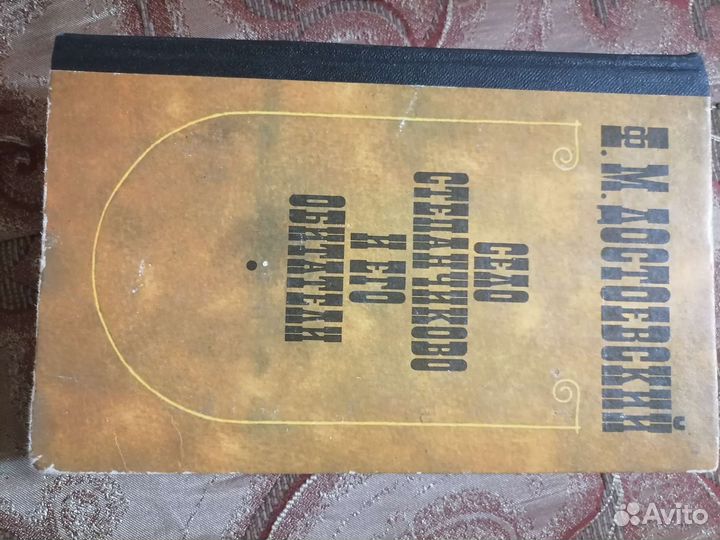 Ф. М. ДОСТОЕВСКИЙ
СЕЛО
СТЕПАНЧИКОВО
И ЕГО
ОБИТАТЕЛИ
Avito